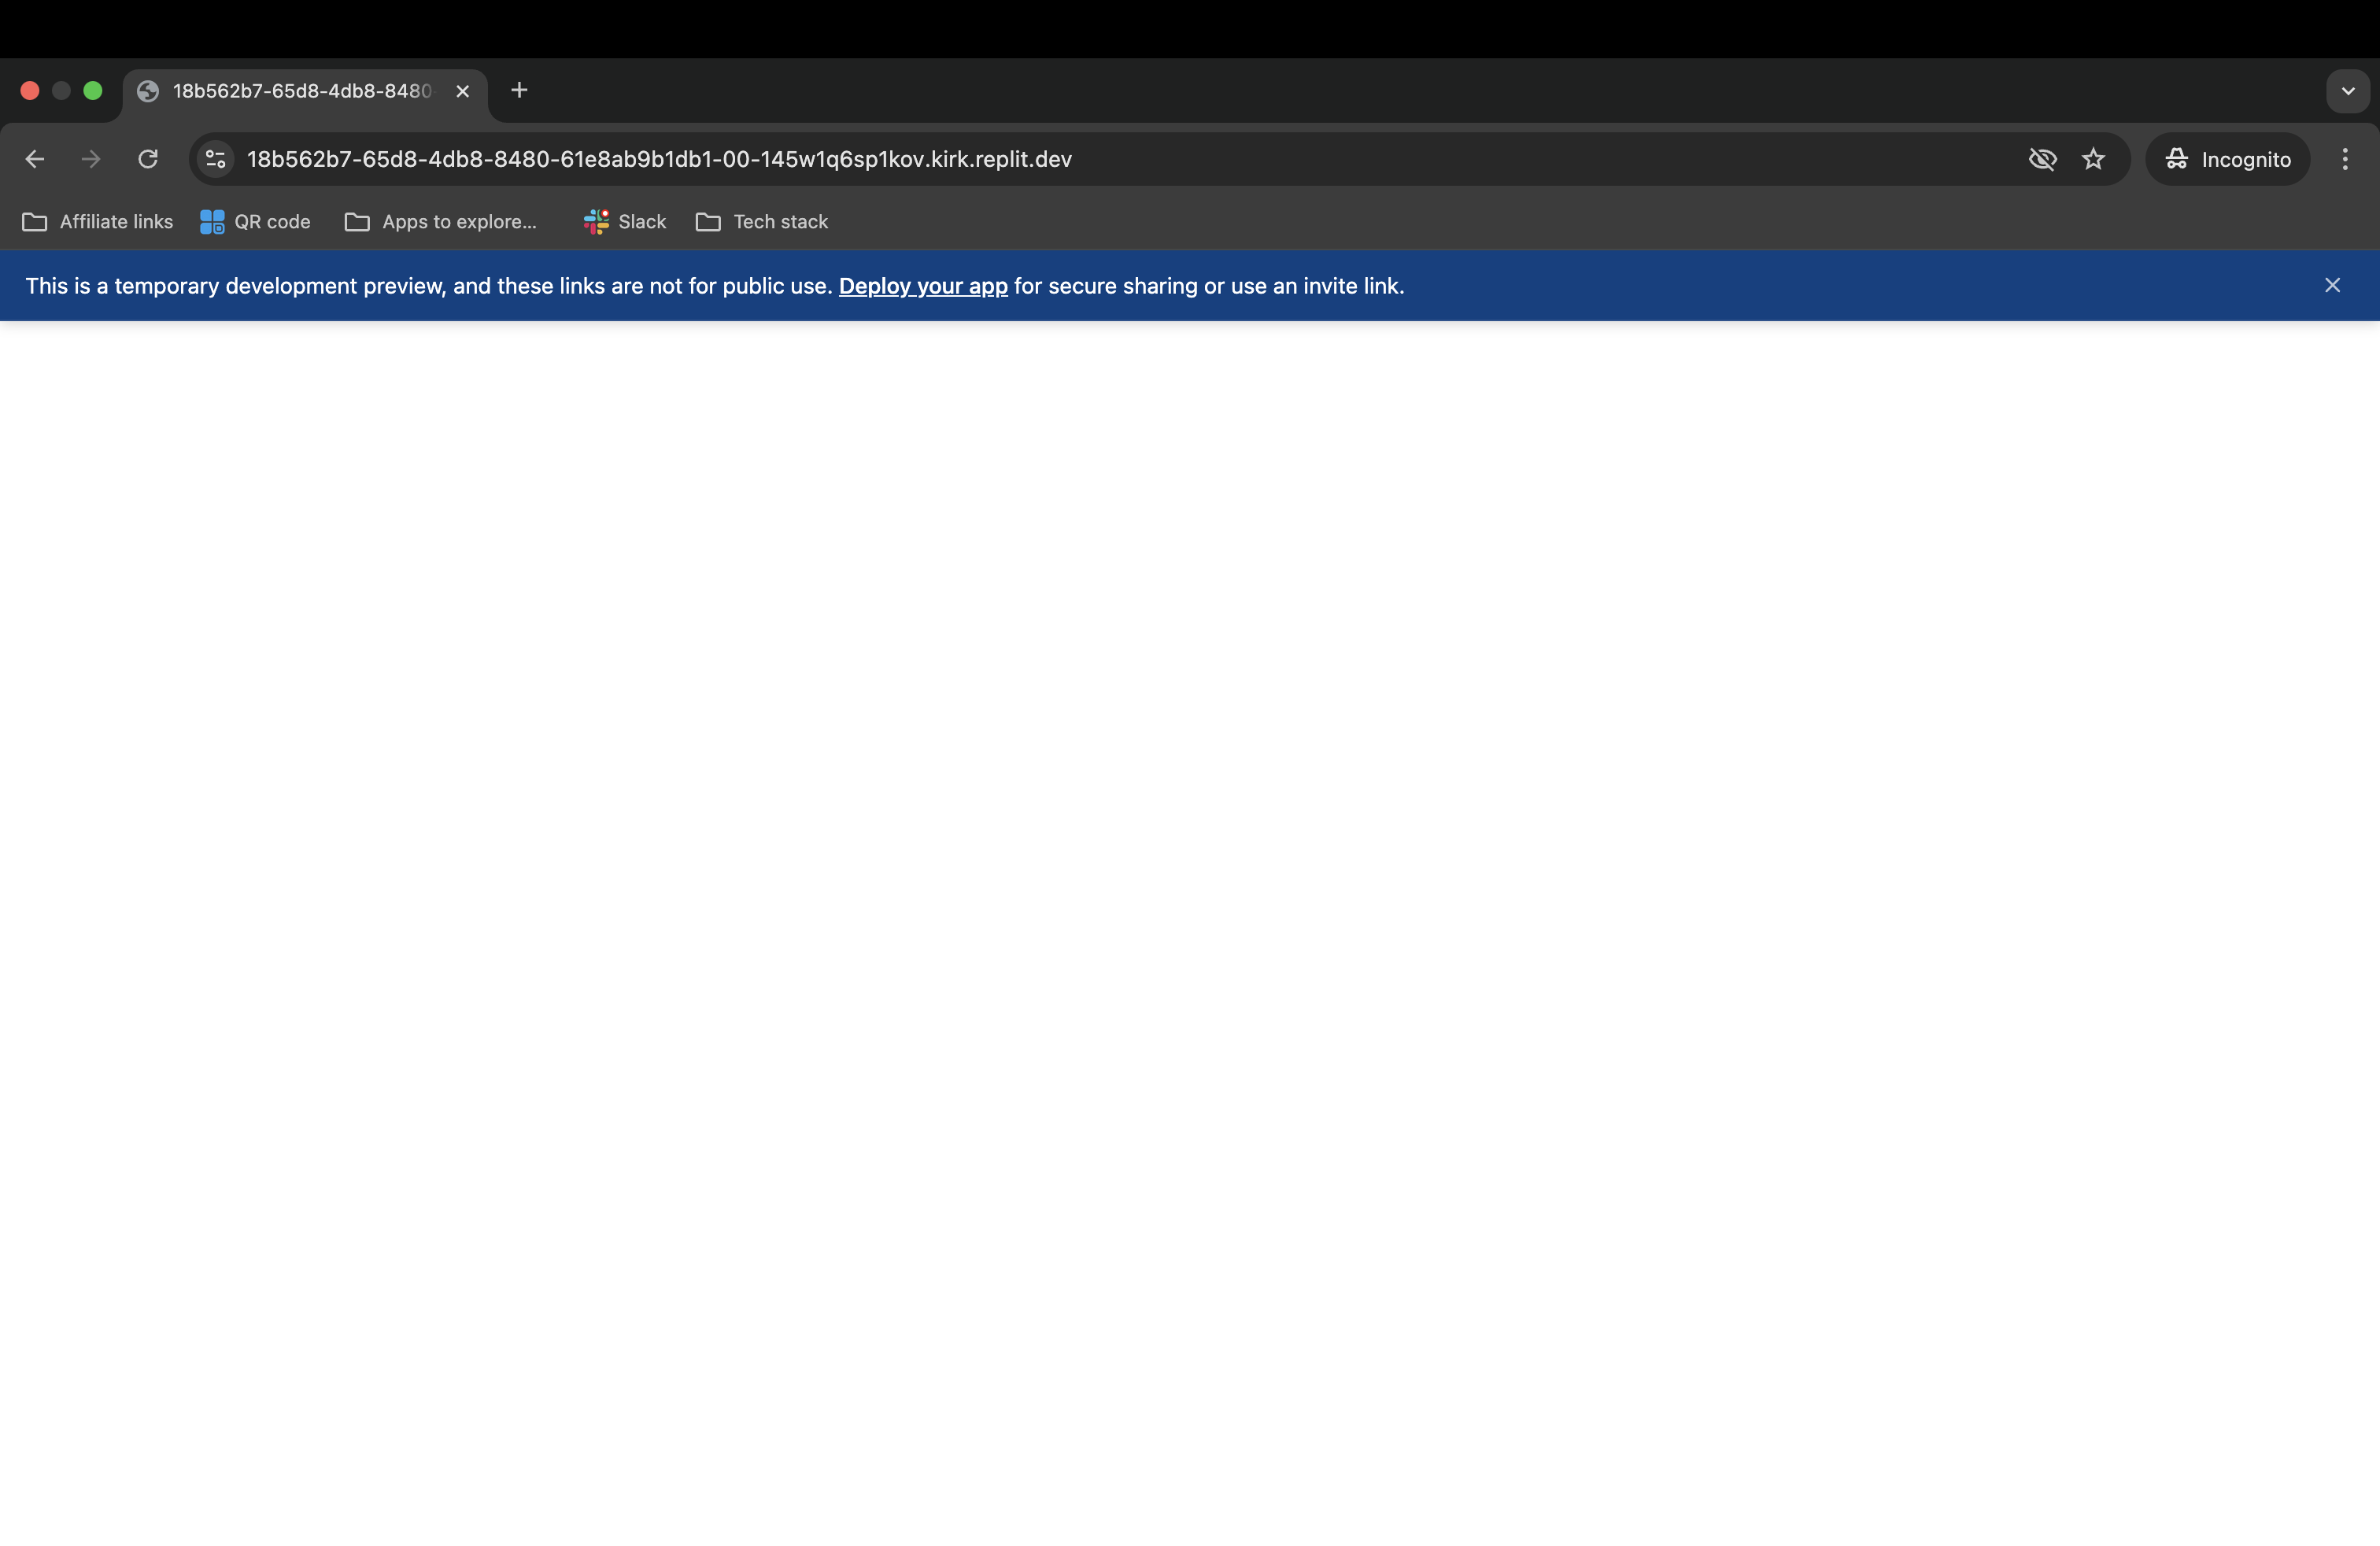 18b562b7-65d8-4db8-8480
18b562b7-65d8-4db8-8480-61e8ab9b1db1-00-145w1q6sp1kov.kirk.replit.dev
Incognito
Affiliate links QR code Apps to explore... Slack Tech stack
This is a temporary development preview, and these links are not for public use. Deploy your app for secure sharing or use an invite link.